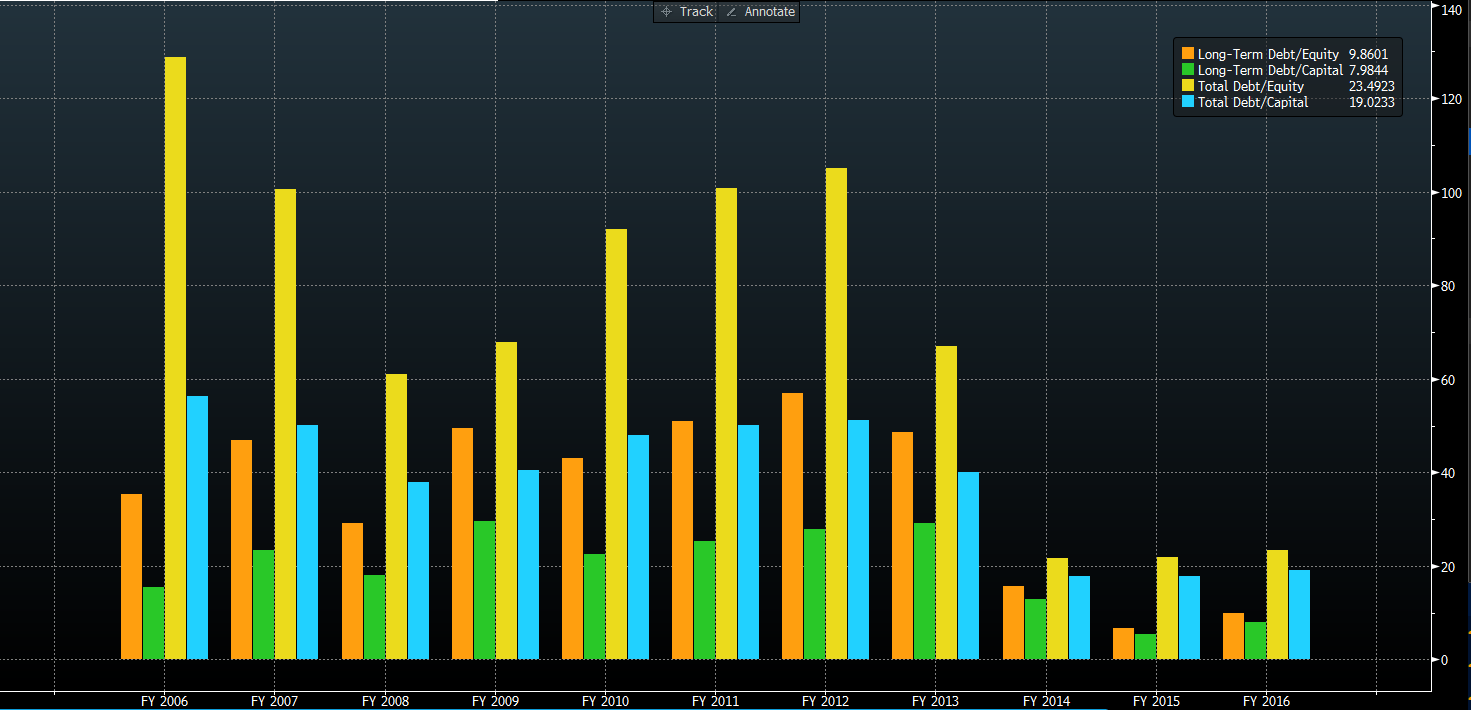 Track Annotate
140
Long-Term Debt/Equity 9.8601
Long-Term Debt/Capital 7.9844
Total Debt/Equity 23.4923
Total Debt/Capital 19.0233
120
100
80
60
40
20
0
FY 2006 FY 2007 FY 2008 FY 2009 FY 2010 FY 2011 FY 2012 FY 2013 FY 2014 FY 2015 FY 2016